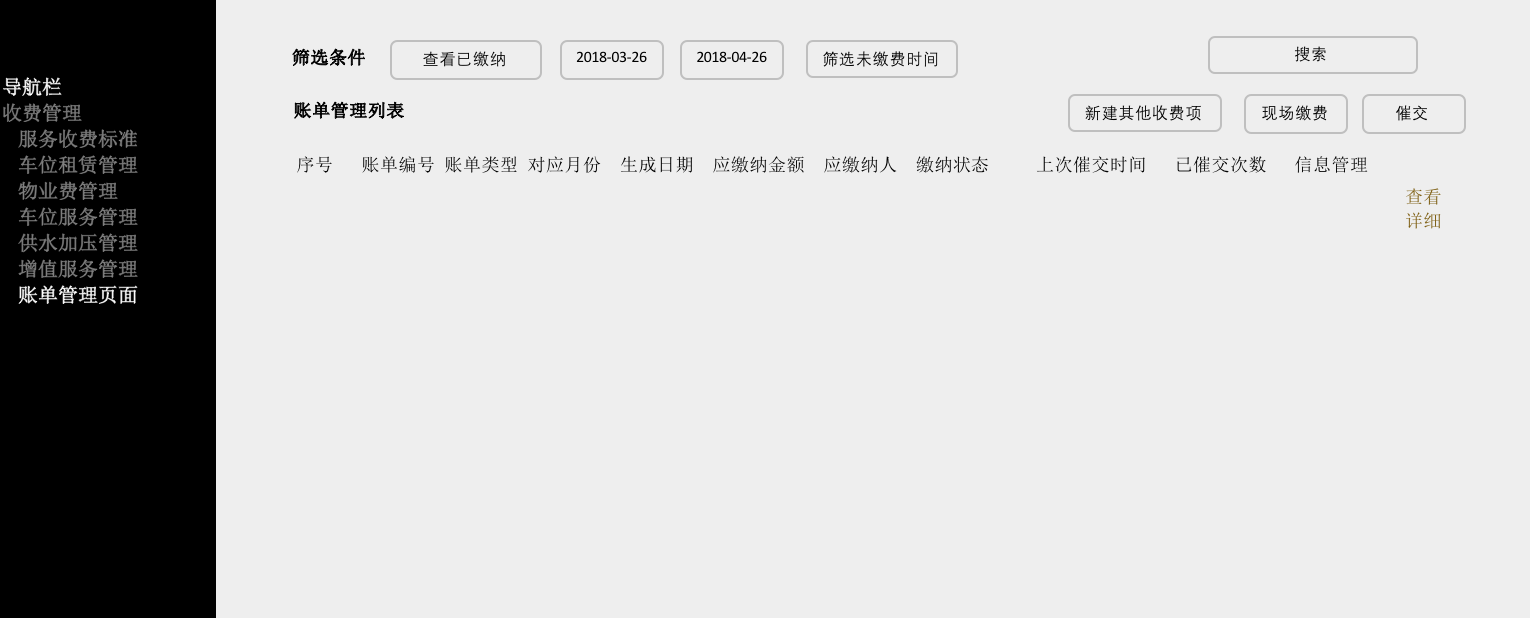 导航栏
收费管理
服务收费标准
车位租赁管理
物业费管理
车位服务管理
供水加压管理
增值服务管理
账单管理页面
筛选条件 查看已缴纳 2018-03-26 2018-04-26 筛选未缴费时间 搜索
账单管理列表 新建其他收费项 现场缴费 催交
序号 账单编号 账单类型 对应月份 生成日期 应缴纳金额 应缴纳人 缴纳状态 上次催交时间 已催交次数 信息管理
查看
详细